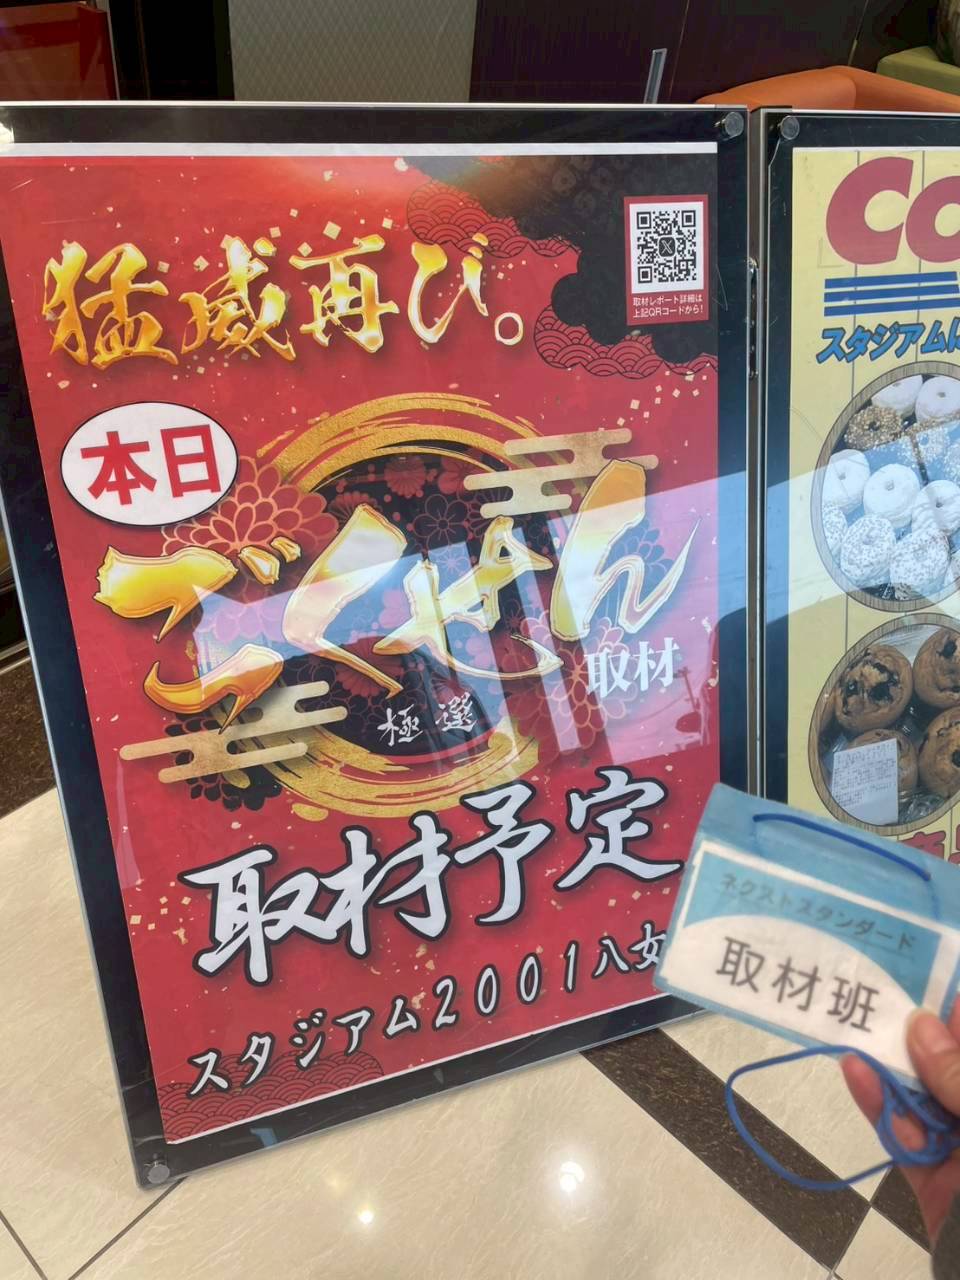 猛威再び。
取材レポート詳細は
上記QRコードから!
本日
ごくせん
取材
極選
取材予定
スタジアム2001八女
Co
スタジアム
ネクストスタンダード
取材班